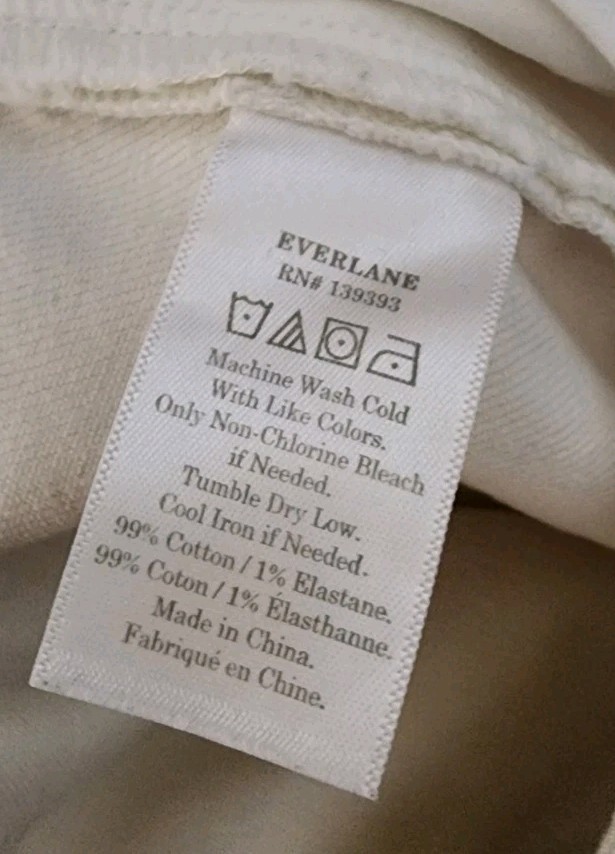 EVERLANE
RN# 139393
Machine Wash Cold
With Like Colors.
Only Non-Chlorine Bleach
if Needed.
Tumble Dry Low.
Cool Iron if Needed.
99% Cotton / 1% Elastane.
99% Coton / 1% Élasthanne.
Made in China.
Fabriqué en Chine.